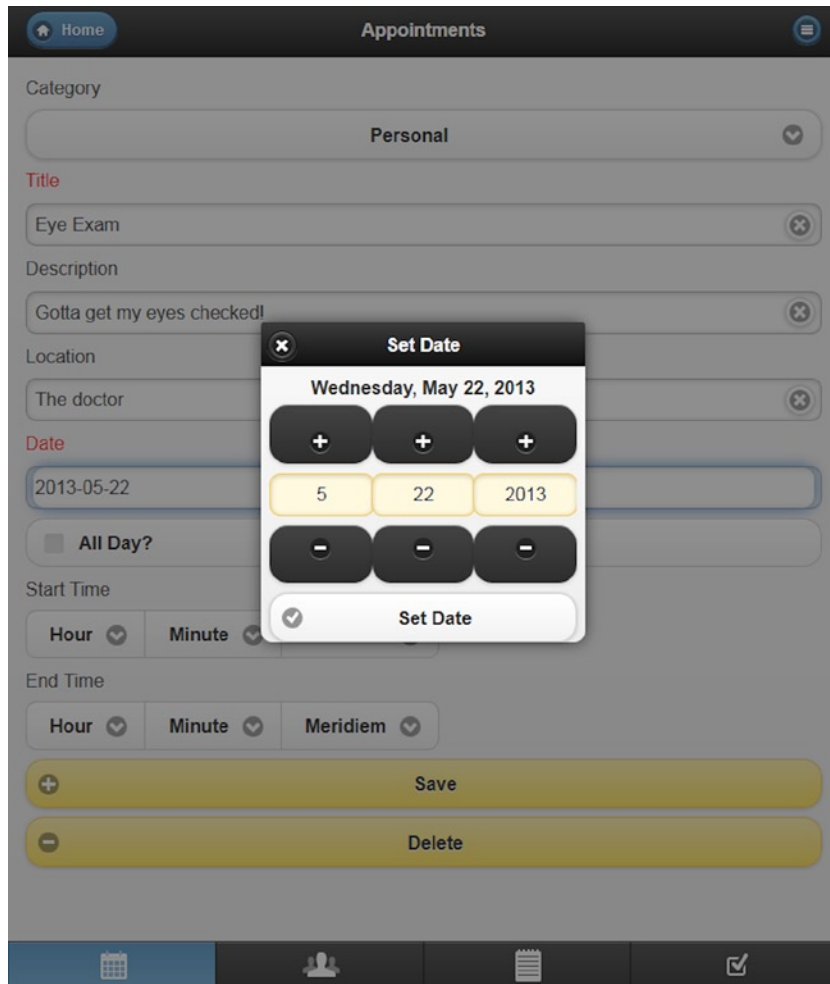 Home
Appointments
Category
Personal
Title
Eye Exam
Description
Gotta get my eyes checked!
Location
The doctor
Date
2013-05-22
All Day?
Start Time
Hour Minute
End Time
Hour Minute Meridiem
Save
Delete
Set Date
Wednesday, May 22, 2013
5 22 2013
Set Date